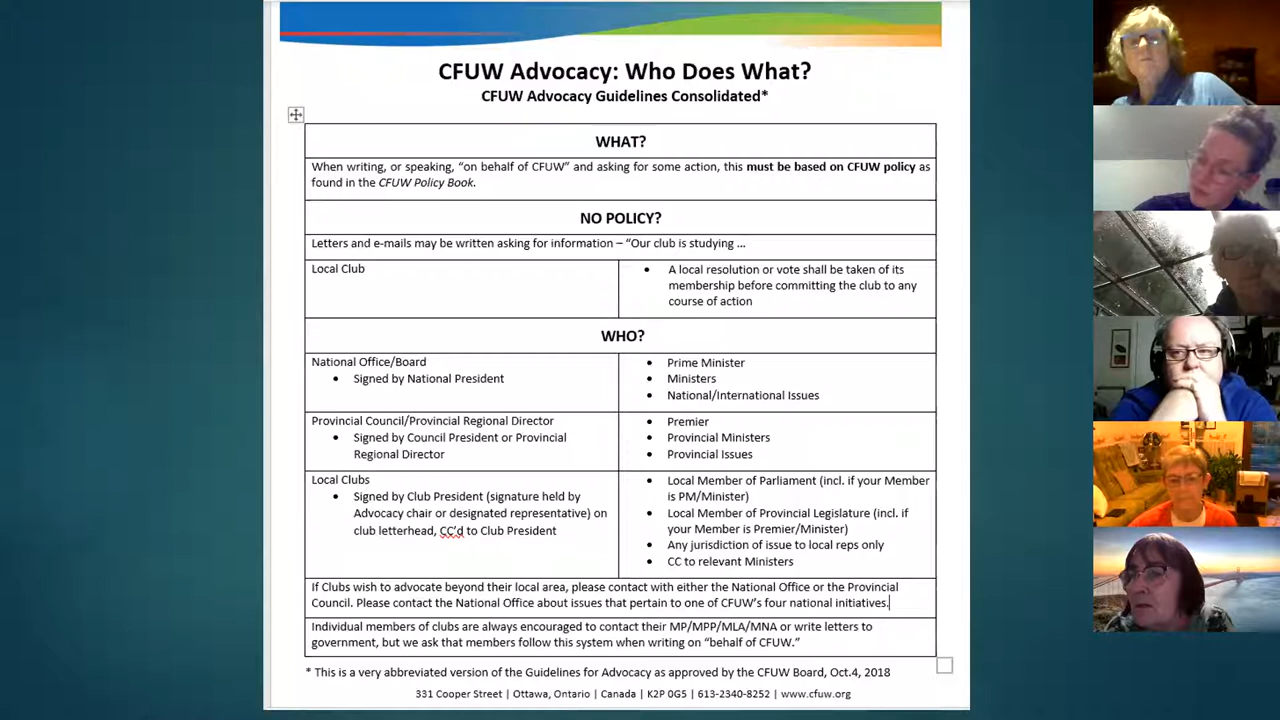 CFUW Advocacy: Who Does What?
CFUW Advocacy Guidelines Consolidated*
WHAT?
When writing, or speaking, “on behalf of CFUW” and asking for some action, this must be based on CFUW policy as
found in the CFUW Policy Book.
NO POLICY?
Letters and e-mails may be written asking for information – “Our club is studying …
Local Club
• A local resolution or vote shall be taken of its
membership before committing the club to any
course of action
WHO?
National Office/Board
• Signed by National President
• Prime Minister
• Ministers
• National/International Issues
Provincial Council/Provincial Regional Director
• Signed by Council President or Provincial
Regional Director
• Premier
• Provincial Ministers
• Provincial Issues
Local Clubs
• Signed by Club President (signature held by
Advocacy chair or designated representative) on
club letterhead, CC’d to Club President
• Local Member of Parliament (incl. if your Member
is PM/Minister)
• Local Member of Provincial Legislature (incl. if
your Member is Premier/Minister)
• Any jurisdiction of issue to local reps only
• CC to relevant Ministers
If Clubs wish to advocate beyond their local area, please contact with either the National Office or the Provincial
Council. Please contact the National Office about issues that pertain to one of CFUW’s four national initiatives.
Individual members of clubs are always encouraged to contact their MP/MPP/MLA/MNA or write letters to
government, but we ask that members follow this system when writing on “behalf of CFUW.”
* This is a very abbreviated version of the Guidelines for Advocacy as approved by the CFUW Board, Oct.4, 2018
331 Cooper Street | Ottawa, Ontario | Canada | K2P 0G5 | 613-2340-8252 | www.cfuw.org